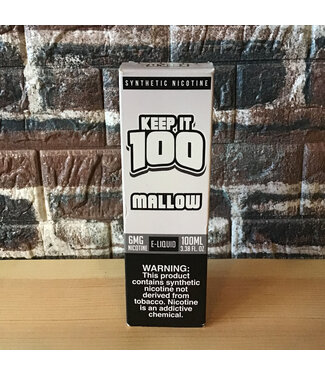 SYNTHETIC NICOTINE
KEEP IT
100
MALLOW
6MG
NICOTINE
E-LIQUID
100ML
3.38 FL. OZ
WARNING:
This product
contains synthetic
nicotine not
derived from
tobacco. Nicotine
is an addictive
chemical.